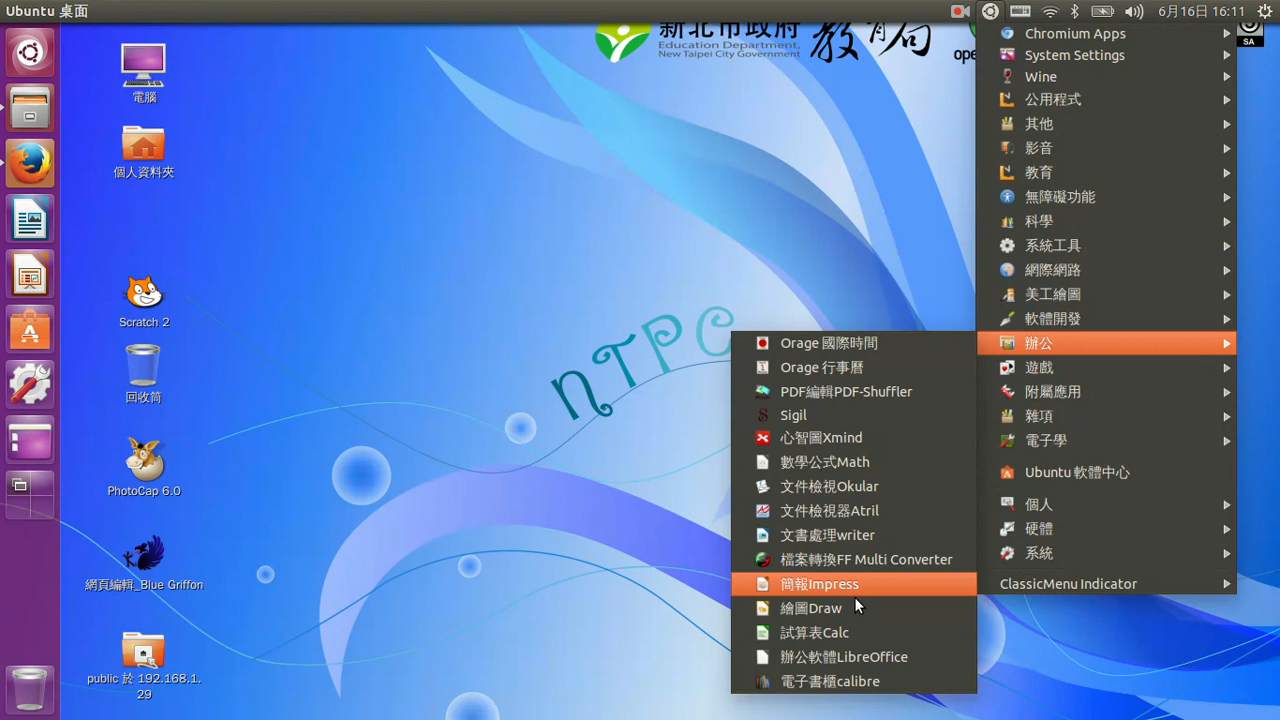 Ubuntu 桌面
6月16日 16:11
新北市政府
Education Department,
New Taipei City Government
教育局
SA
電腦
個人資料夾
Scratch 2
回收筒
PhotoCap 6.0
網頁編輯_Blue Griffon
public 於 192.168.1.
29
nTPC
Orage 國際時間
Orage 行事曆
PDF編輯PDF-Shuffler
Sigil
心智圖Xmind
數學公式Math
文件檢視Okular
文件檢視器Atril
文書處理writer
檔案轉換FF Multi Converter
簡報Impress
繪圖Draw
試算表Calc
辦公軟體LibreOffice
電子書櫃calibre
Chromium Apps
System Settings
Wine
公用程式
其他
影音
教育
無障礙功能
科學
系統工具
網際網路
美工繪圖
軟體開發
辦公
遊戲
附屬應用
雜項
電子學
Ubuntu 軟體中心
個人
硬體
系統
ClassicMenu Indicator